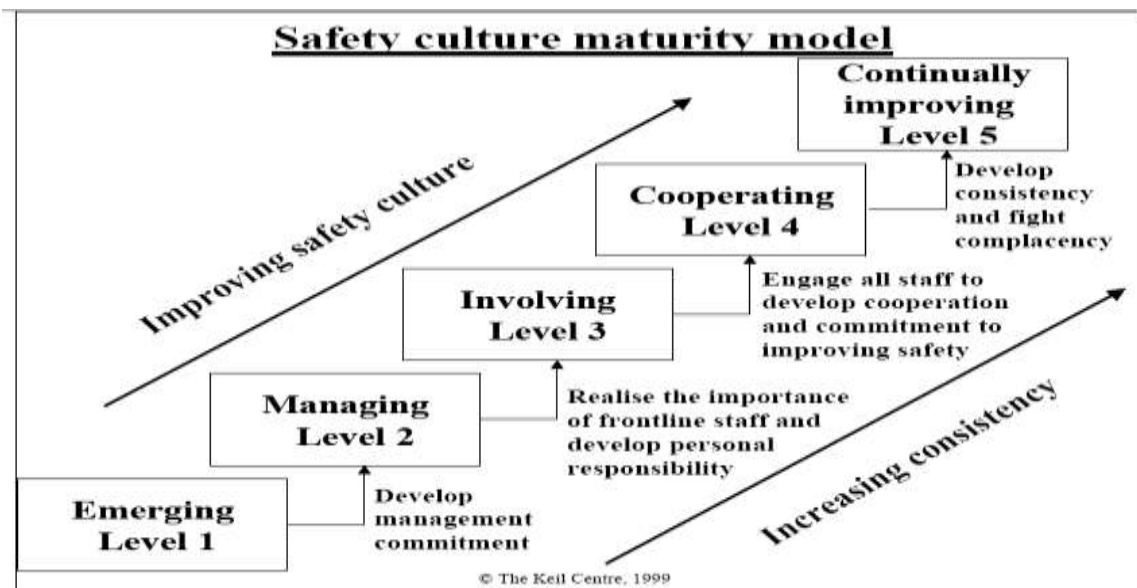 Safety culture maturity model
Continually
improving
Level 5
Develop
consistency
and fight
complacency
Cooperating
Level 4
Engage all staff to
develop cooperation
and commitment to
improving safety
Involving
Level 3
Realise the importance
of frontline staff and
develop personal
responsibility
Managing
Level 2
Develop
management
commitment
Emerging
Level 1
Improving safety culture
Increasing consistency
© The Keil Centre, 1999